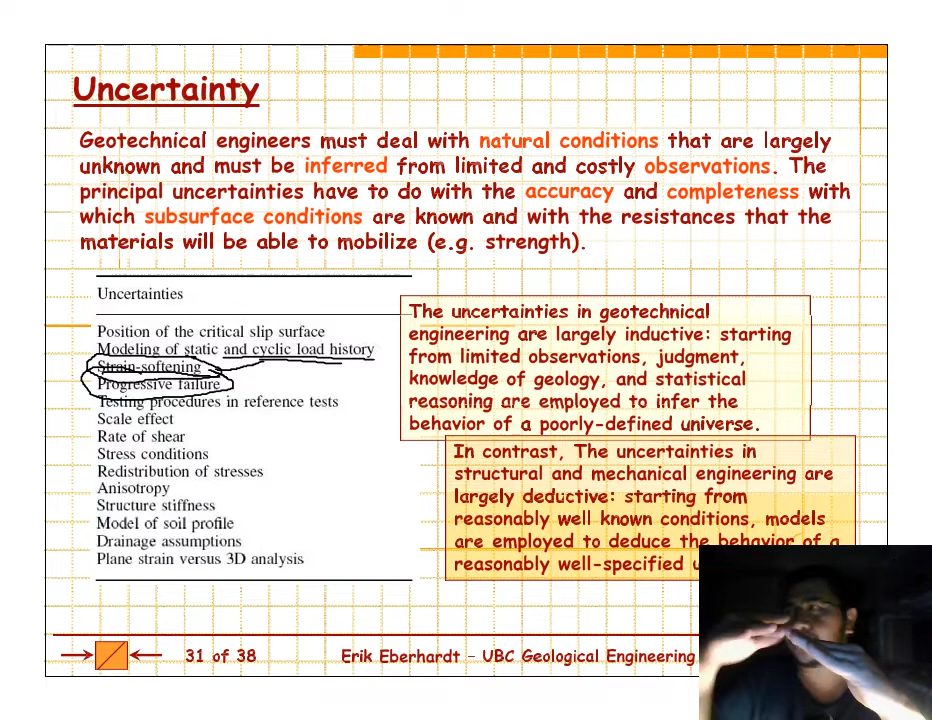 Uncertainty
Geotechnical engineers must deal with natural conditions that are largely
unknown and must be inferred from limited and costly observations. The
principal uncertainties have to do with the accuracy and completeness with
which subsurface conditions are known and with the resistances that the
materials will be able to mobilize (e.g. strength).
Uncertainties
Position of the critical slip surface
Modeling of static and cyclic load history
Strain-softening
Progressive failure
Testing procedures in reference tests
Scale effect
Rate of shear
Stress conditions
Redistribution of stresses
Anisotropy
Structure stiffness
Model of soil profile
Drainage assumptions
Plane strain versus 3D analysis
The uncertainties in geotechnical
engineering are largely inductive: starting
from limited observations, judgment,
knowledge of geology, and statistical
reasoning are employed to infer the
behavior of a poorly-defined universe.
In contrast, The uncertainties in
structural and mechanical engineering are
largely deductive: starting from
reasonably well known conditions, models
are employed to deduce the behavior of a
reasonably well-specified
31 of 38
Erik Eberhardt – UBC Geological Engineering